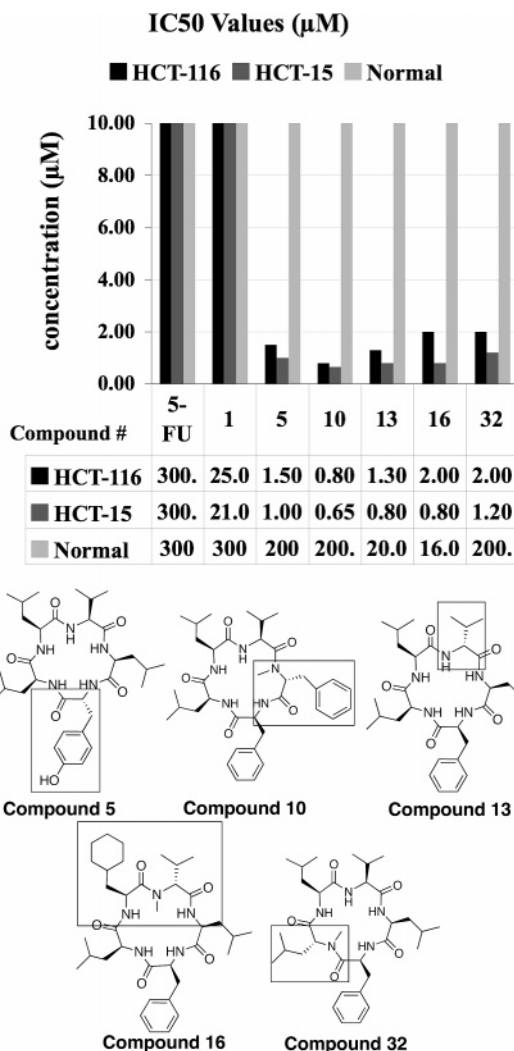 IC50 Values (µM)
HCT-116 HCT-15 Normal
concentration (µM)
10.00
8.00
6.00
4.00
2.00
0.00
Compound # 5-FU 1 5 10 13 16 32
HCT-116 300. 25.0 1.50 0.80 1.30 2.00 2.00
HCT-15 300. 21.0 1.00 0.65 0.80 0.80 1.20
Normal 300 300 200 200. 20.0 16.0 200.
Compound 5 Compound 10 Compound 13
Compound 16 Compound 32